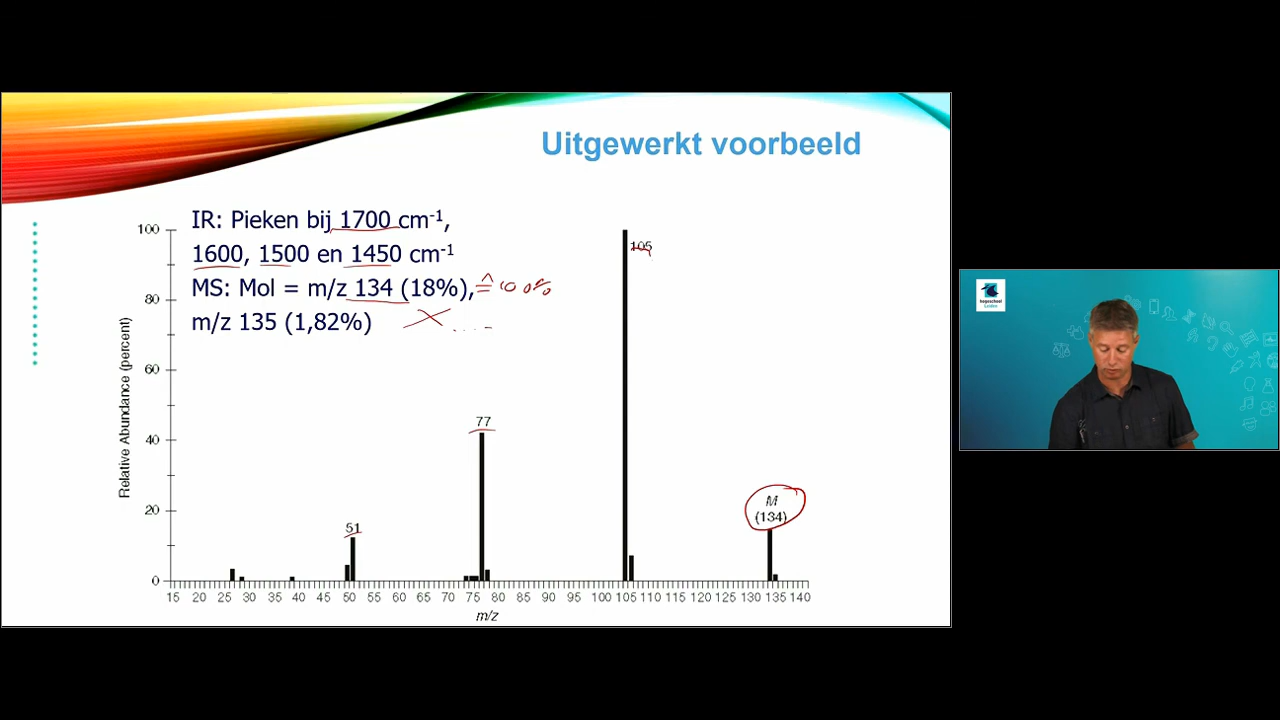 Uitgewerkt voorbeeld
IR: Pieken bij 1700 cm-1,
1600, 1500 en 1450 cm-1
MS: Mol = m/z 134 (18%),
m/z 135 (1,82%)
Relative Abundance (percent)
100
80
60
40
20
0
105
77
51
M
(134)
15 20 25 30 35 40 45 50 55 60 65 70 75 80 85 90 95 100 105 110 115 120 125 130 135 140
m/z
hogeschool
Leiden